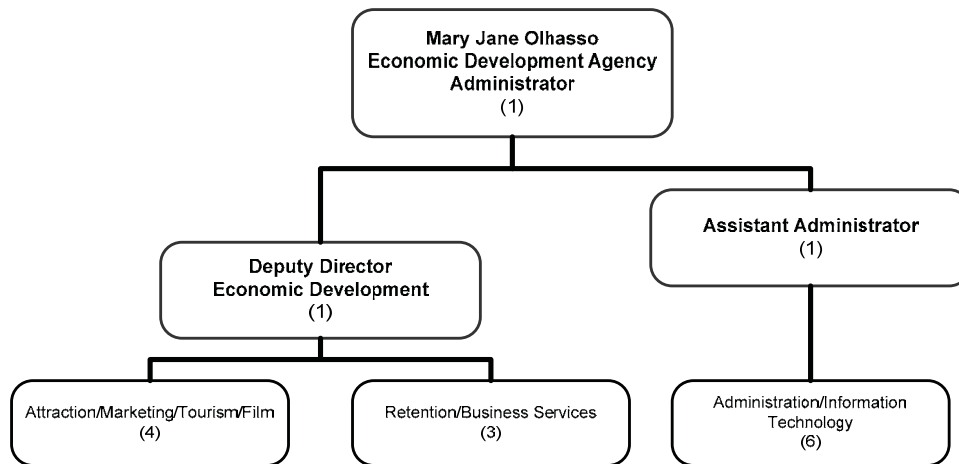 Mary Jane Olhasso
Economic Development Agency
Administrator
(1)
Assistant Administrator
(1)
Deputy Director
Economic Development
(1)
Attraction/Marketing/Tourism/Film
(4)
Retention/Business Services
(3)
Administration/Information
Technology
(6)